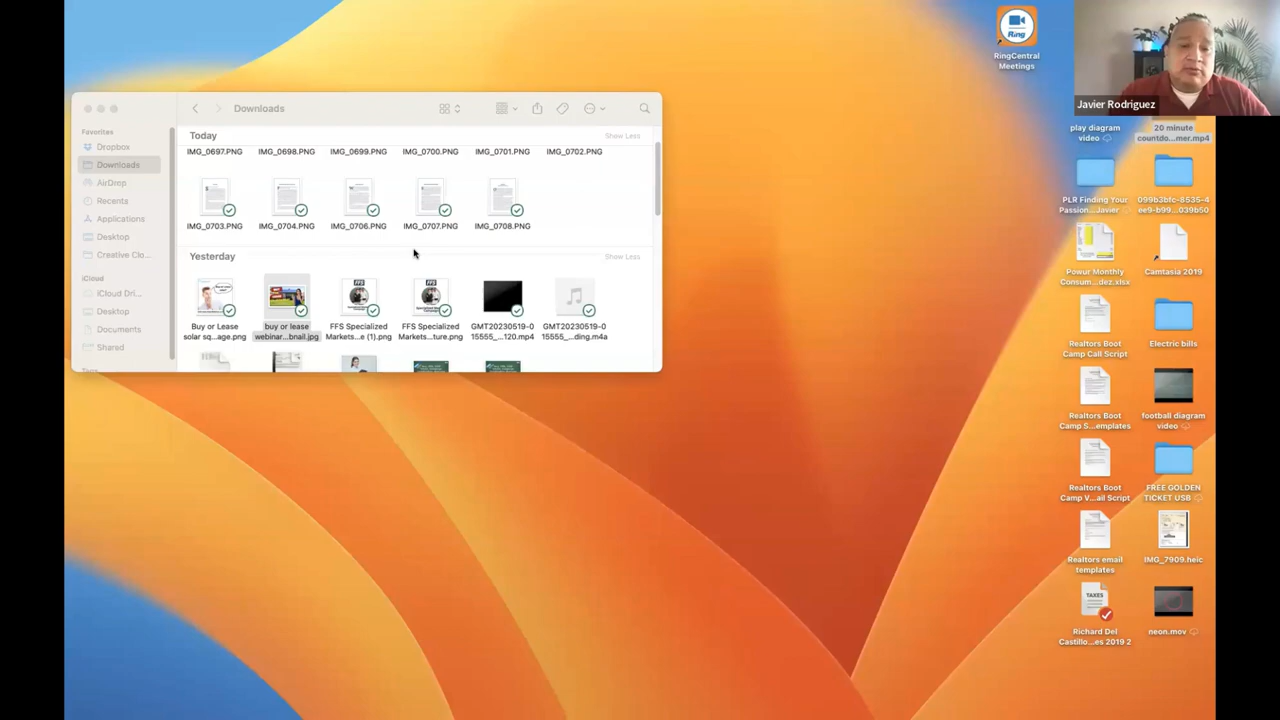 Ring
RingCentral
Meetings
Javier Rodriguez
Downloads
Favorites
Dropbox
Downloads
AirDrop
Recents
Applications
Desktop
Creative Clo...
iCloud
iCloud Dri...
Desktop
Documents
Shared
Today
Show Less
IMG_0697.PNG
IMG_0698.PNG
IMG_0699.PNG
IMG_0700.PNG
IMG_0701.PNG
IMG_0702.PNG
IMG_0703.PNG
IMG_0704.PNG
IMG_0706.PNG
IMG_0707.PNG
IMG_0708.PNG
Yesterday
Show Less
FFS
FFS
Buy or Lease
solar sq...age.png
buy or lease
webinar...bnail.jpg
FFS Specialized
Markets...e (1).png
FFS Specialized
Markets...ture.png
GMT20230519-0
15555_...120.mp4
GMT20230519-0
15555_...ding.m4a
play diagram
video
20 minute
countdo...mer.mp4
PLR Finding Your
Passion... Javier
099b3bfc-8535-4
ee9-b99...039b50
Powur Monthly
Consum...dez.xlsx
Camtasia 2019
Realtors Boot
Camp Call Script
Electric bills
Realtors Boot
Camp S...emplates
football diagram
video
Realtors Boot
Camp V...ail Script
FREE GOLDEN
TICKET USB
Realtors email
templates
IMG_7909.heic
TAXES
Richard Del
Castillo...es 2019 2
neon.mov